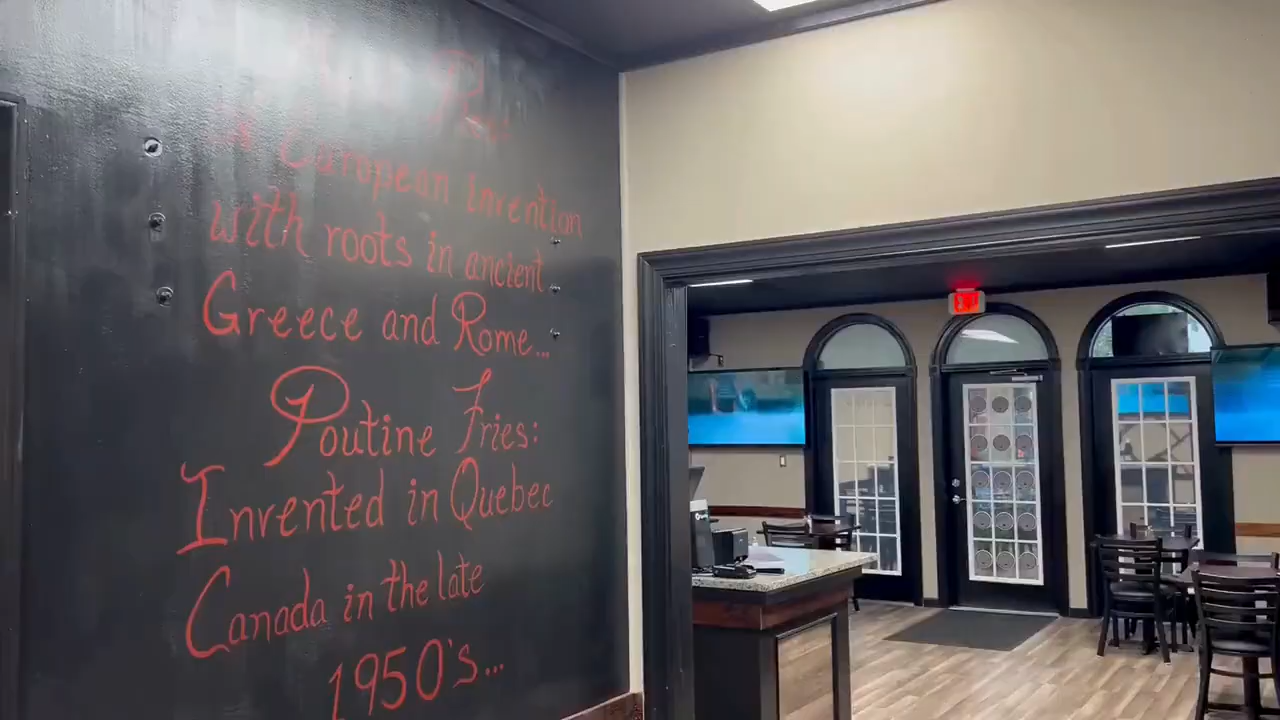 European invention
with roots in ancient
Greece and Rome...
Poutine Fries:
Invented in Quebec
Canada in the late
1950's...
EXIT